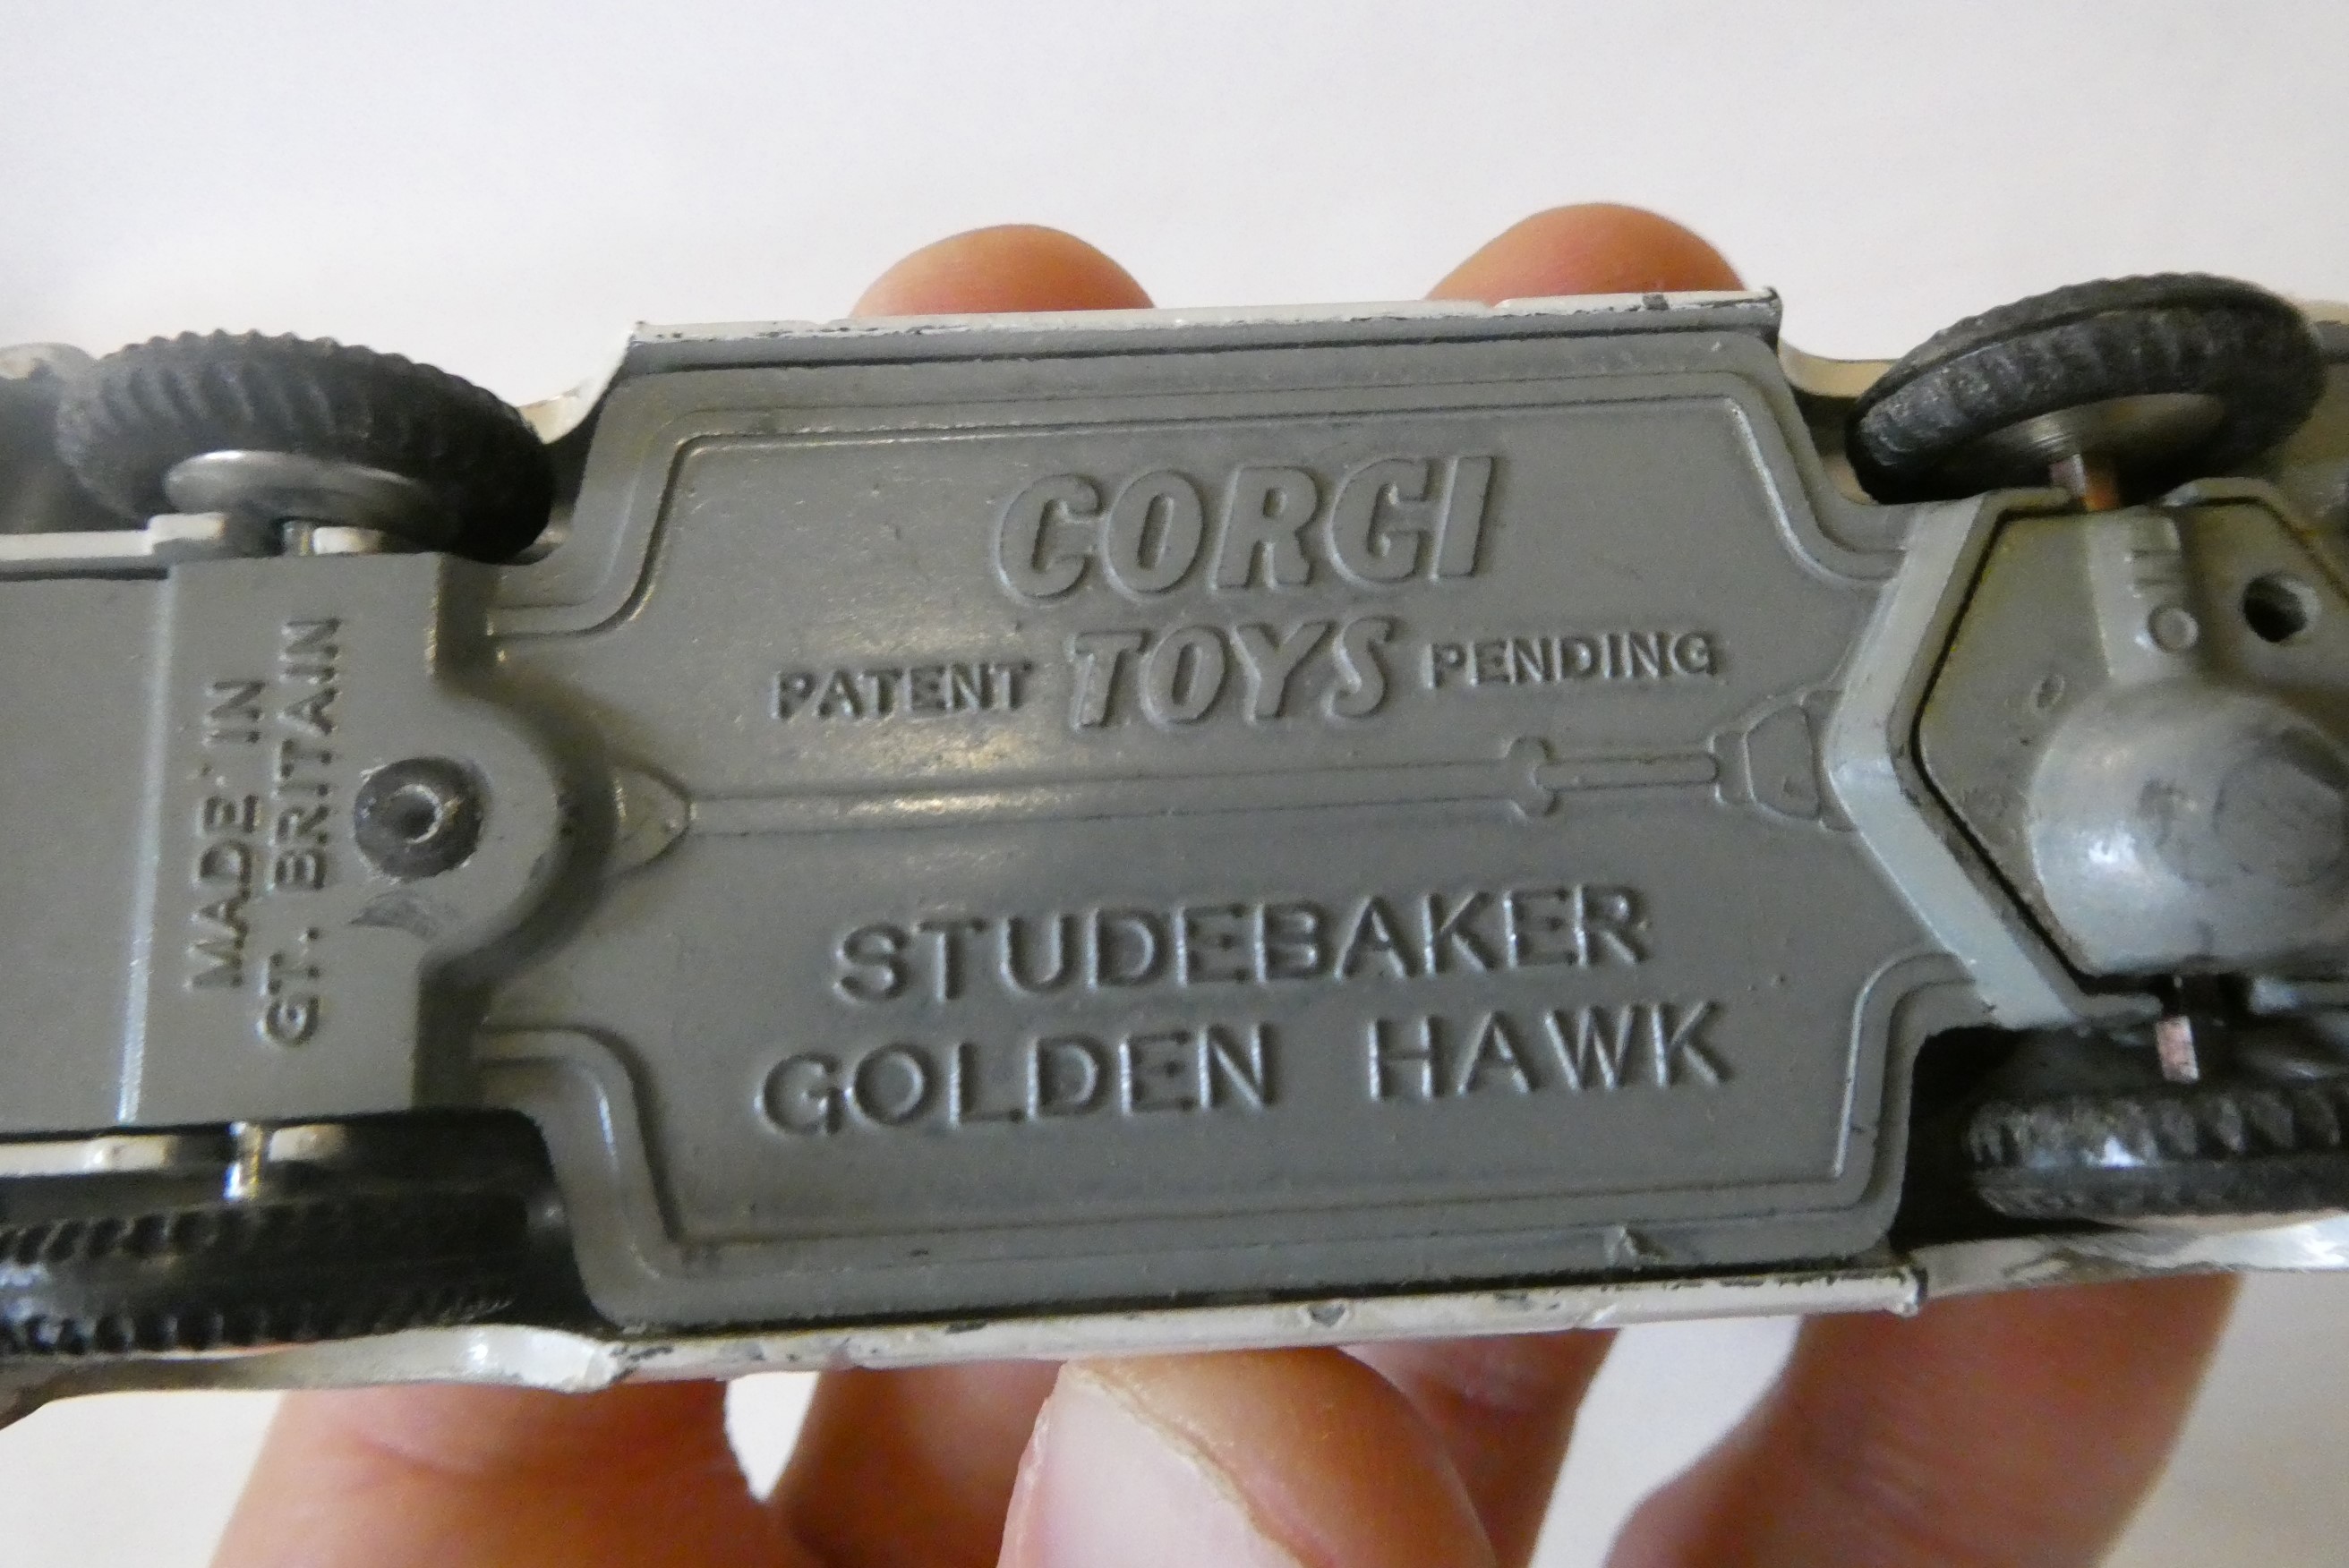 CORGI
PATENT TOYS PENDING
STUDEBAKER
GOLDEN HAWK
MADE IN
GT. BRITAIN